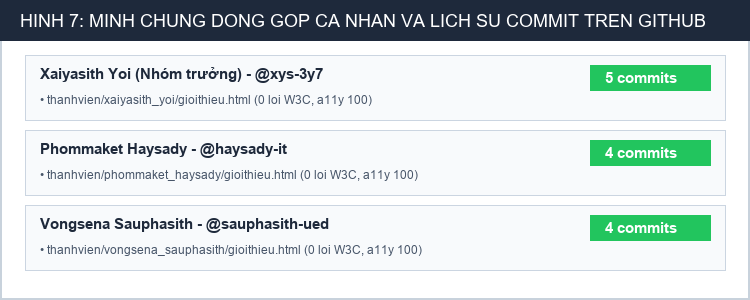 HINH 7: MINH CHUNG DONG GOP CA NHAN VA LICH SU COMMIT TREN GITHUB
Xaiyasith Yoi (Nhóm trưởng) - @xys-3y7
5 commits
• thanhvien/xaiyasith_yoi/gioithieu.html (0 loi W3C, a11y 100)
Phommaket Haysady - @haysady-it
4 commits
• thanhvien/phommaket_haysady/gioithieu.html (0 loi W3C, a11y 100)
Vongsena Sauphasith - @sauphasith-ued
4 commits
• thanhvien/vongsena_sauphasith/gioithieu.html (0 loi W3C, a11y 100)